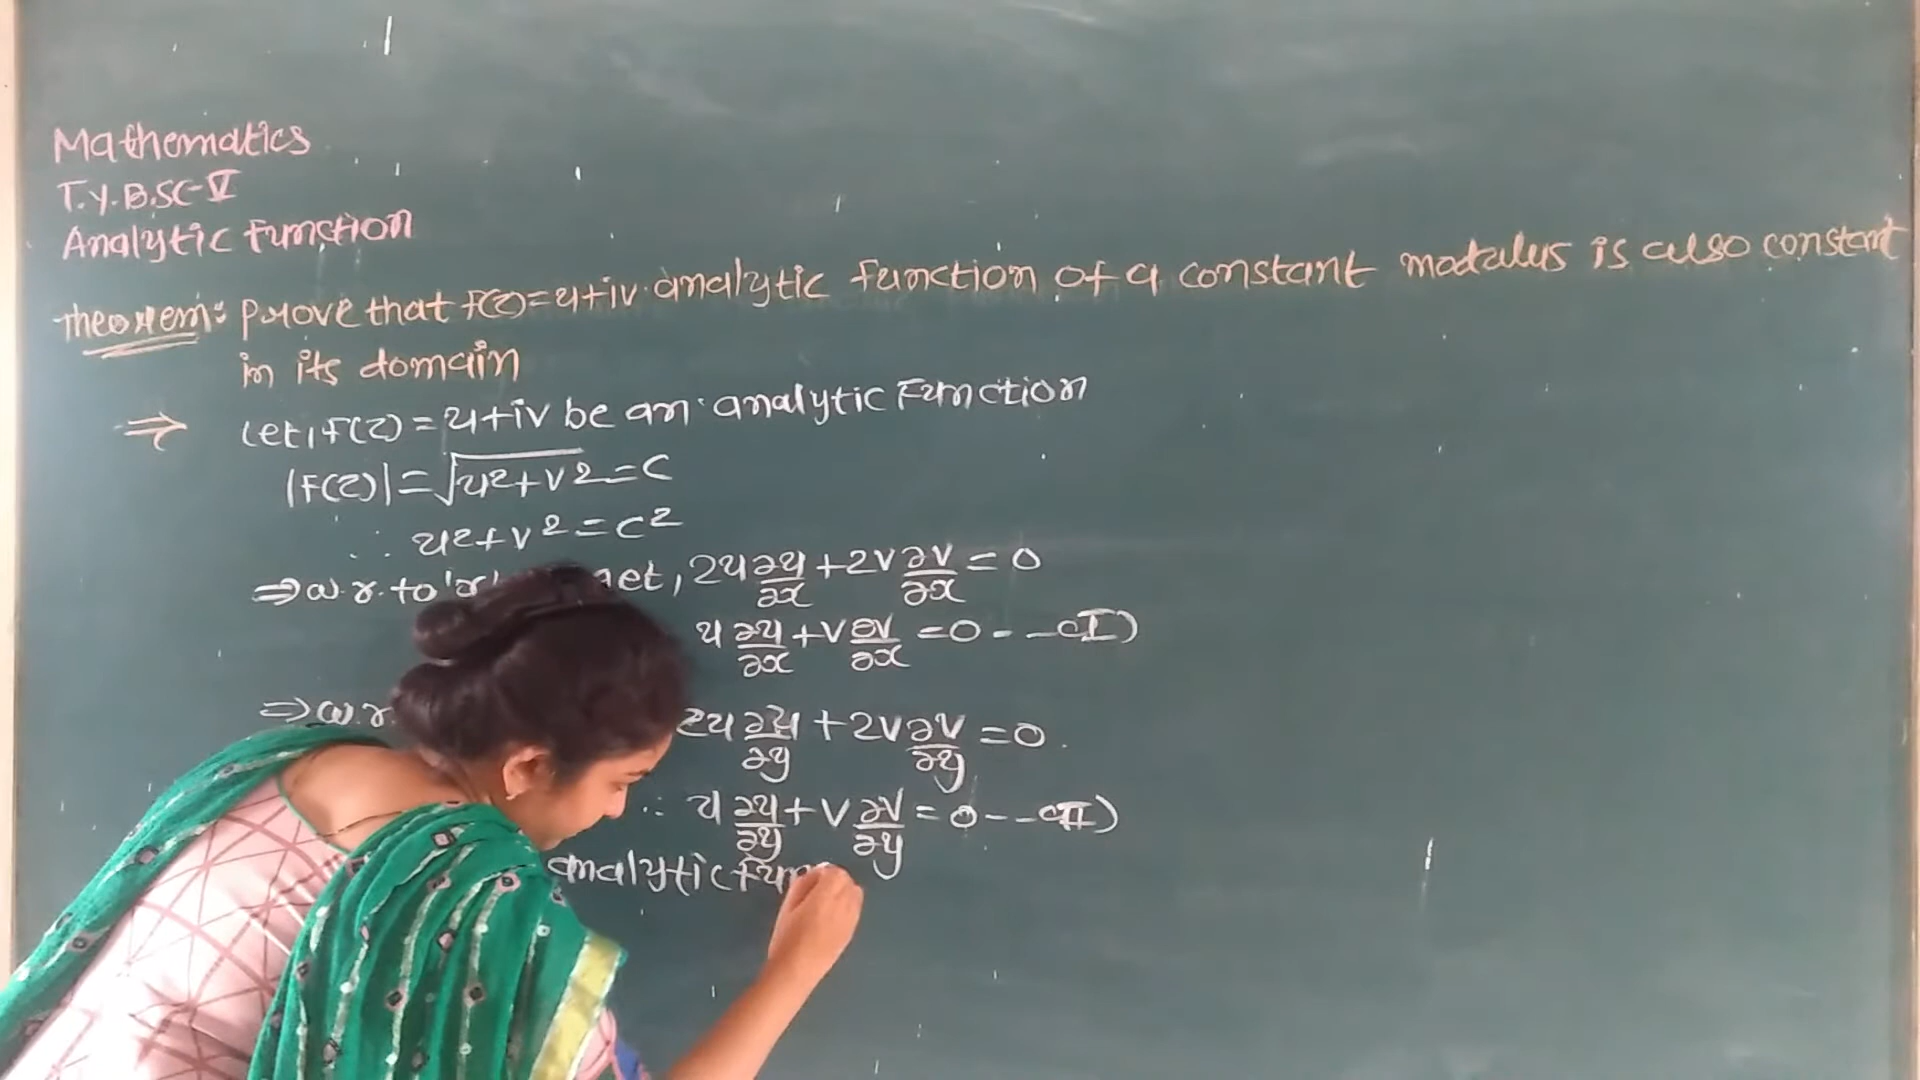 Mathematics
T.Y.B.SC-V
Analytic Function
Theorem: Prove that F(z)=u+iv analytic function of a constant modalus is also constant
in its domain
⇒ Let, F(z) = u+iv be an analytic Function
|F(z)| = √u²+v² = C
∴ u²+v² = C²
⇒ w.r.to 'x' get, 2u ∂u/∂x + 2v ∂v/∂x = 0
u ∂u/∂x + v ∂v/∂x = 0 - - (I)
⇒ w.r. 2u ∂u/∂y + 2v ∂v/∂y = 0
∴ u ∂u/∂y + v ∂v/∂y = 0 - - (II)
analytic Fun